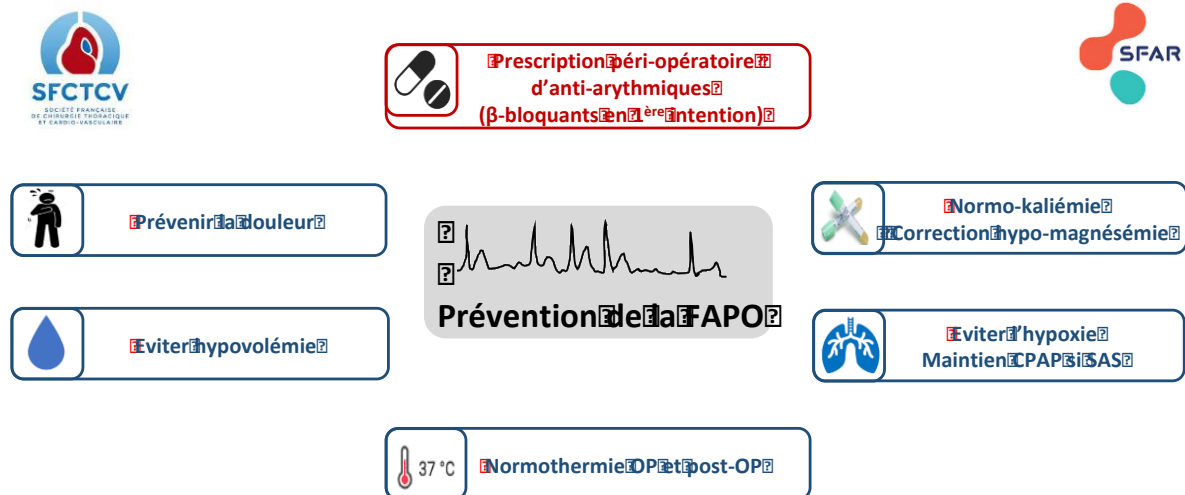 SFCTCV
SOCIÉTÉ FRANÇAISE
DE CHIRURGIE THORACIQUE
ET CARDIO-VASCULAIRE
Prescription péri-opératoire
d'anti-arythmiques
(β-bloquants en 1ère intention)
SFAR
Prévenir la douleur
Normo-kaliémie
Correction hypo-magnésémie
Prévention de la FAPO
Eviter hypovolémie
Eviter l'hypoxie
Maintien CPAP si SAS
37 °C
Normothermie OP et post-OP